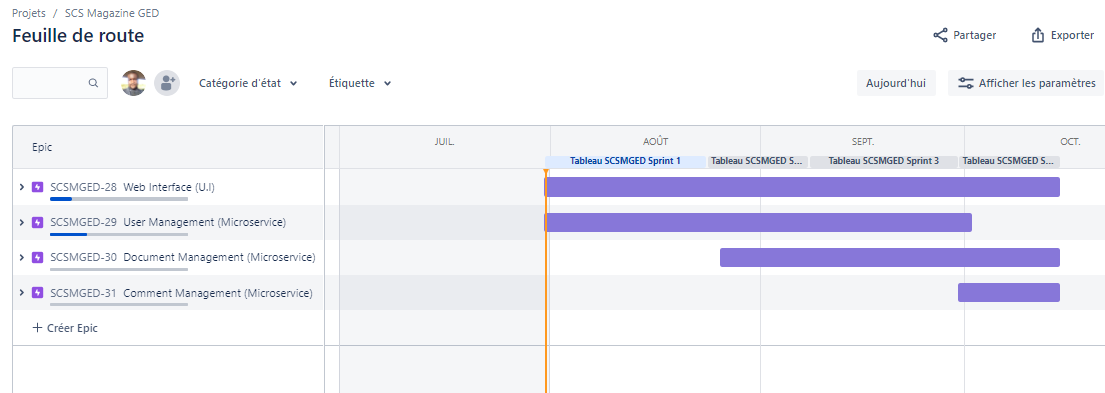 Projets / SCS Magazine GED
Feuille de route
Partager
Exporter
Catégorie d'état
Étiquette
Aujourd'hui
Afficher les paramètres
Epic
JUIL.
AOÛT
SEPT.
OCT.
Tableau SCSMGED Sprint 1
Tableau SCSMGED S...
Tableau SCSMGED Sprint 3
Tableau SCSMGED S...
SCSMGED-28 Web Interface (U.I)
SCSMGED-29 User Management (Microservice)
SCSMGED-30 Document Management (Microservice)
SCSMGED-31 Comment Management (Microservice)
+ Créer Epic